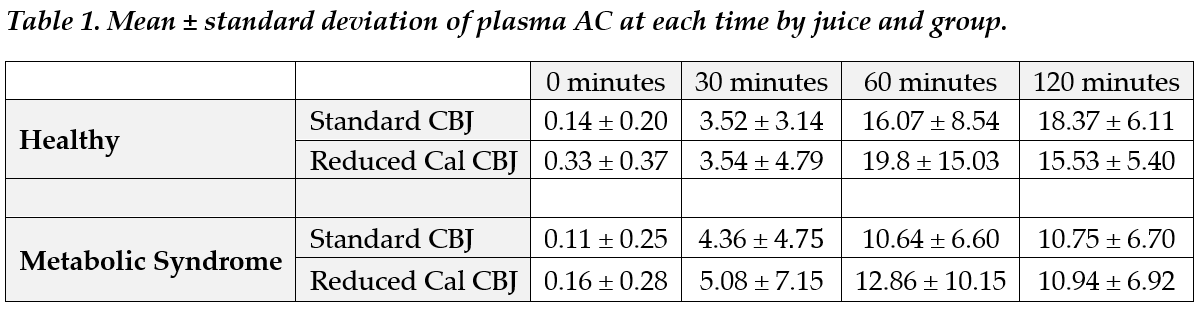 Table 1. Mean ± standard deviation of plasma AC at each time by juice and group.
0 minutes 30 minutes 60 minutes 120 minutes
Healthy
Standard CBJ 0.14 ± 0.20 3.52 ± 3.14 16.07 ± 8.54 18.37 ± 6.11
Reduced Cal CBJ 0.33 ± 0.37 3.54 ± 4.79 19.8 ± 15.03 15.53 ± 5.40
Metabolic Syndrome
Standard CBJ 0.11 ± 0.25 4.36 ± 4.75 10.64 ± 6.60 10.75 ± 6.70
Reduced Cal CBJ 0.16 ± 0.28 5.08 ± 7.15 12.86 ± 10.15 10.94 ± 6.92